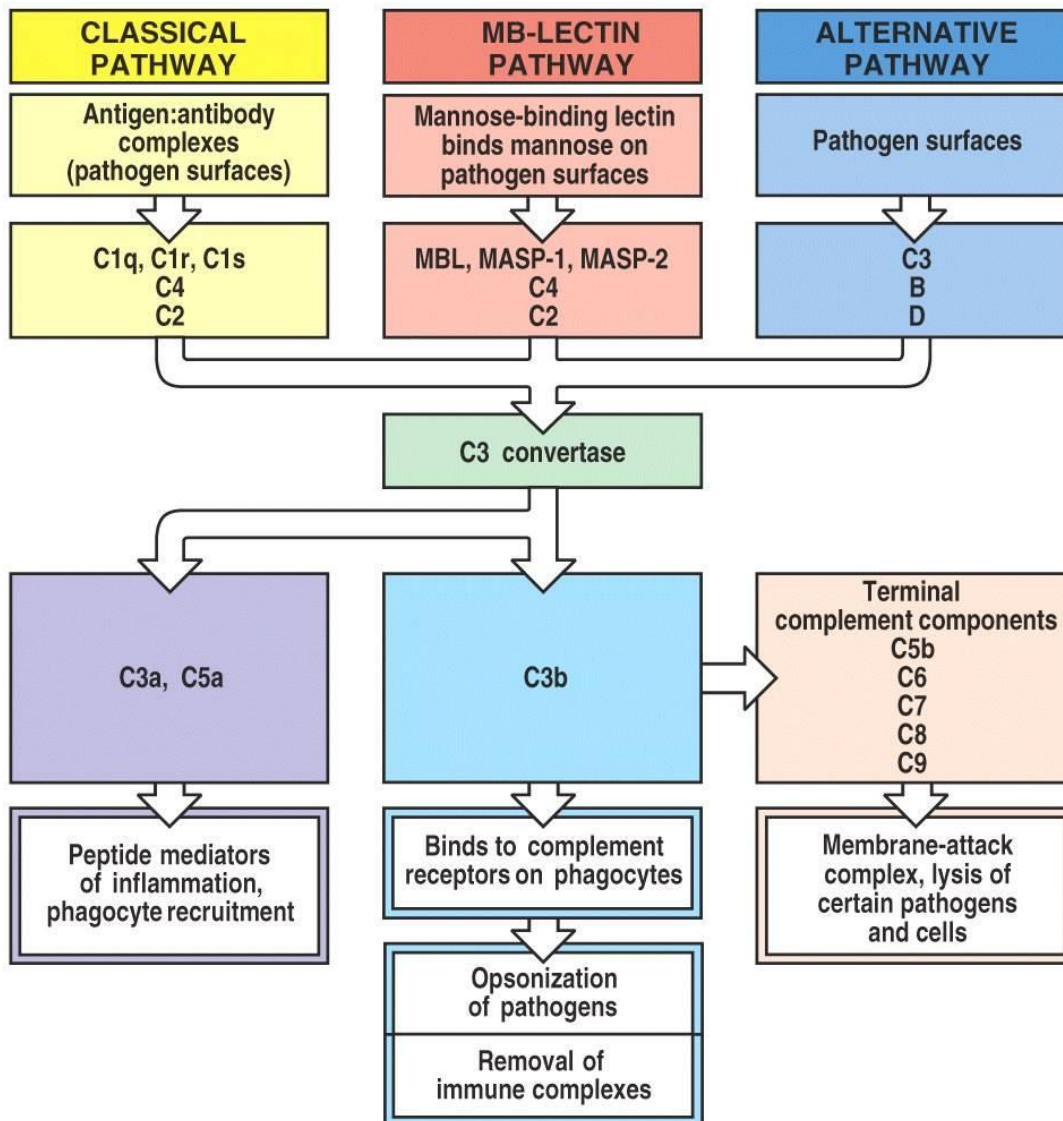 CLASSICAL
PATHWAY
Antigen:antibody
complexes
(pathogen surfaces)
C1q, C1r, C1s
C4
C2
MB-LECTIN
PATHWAY
Mannose-binding lectin
binds mannose on
pathogen surfaces
MBL, MASP-1, MASP-2
C4
C2
ALTERNATIVE
PATHWAY
Pathogen surfaces
C3
B
D
C3 convertase
C3a, C5a
Peptide mediators
of inflammation,
phagocyte recruitment
C3b
Binds to complement
receptors on phagocytes
Opsonization
of pathogens
Removal of
immune complexes
Terminal
complement components
C5b
C6
C7
C8
C9
Membrane-attack
complex, lysis of
certain pathogens
and cells